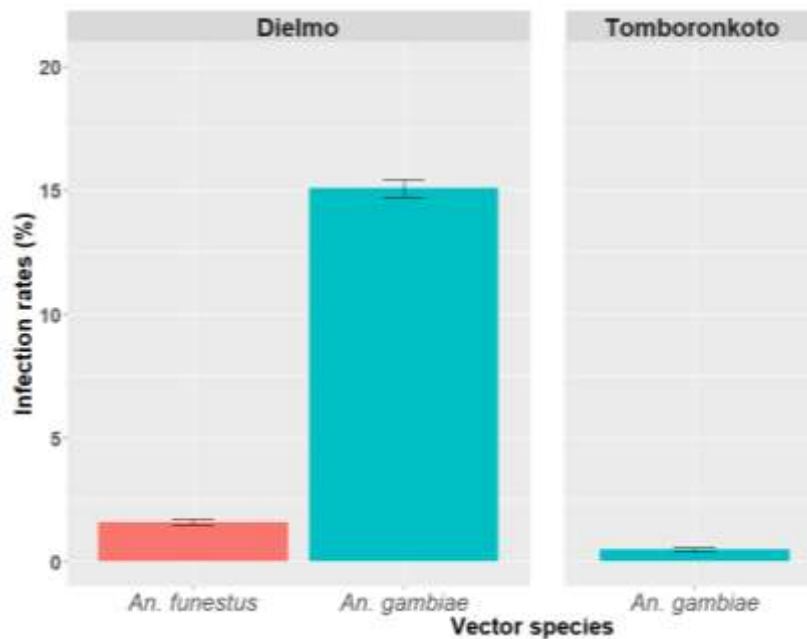 Dielmo
Tomboronkoto
20
15
10
5
0
Infection rates (%)
An. funestus
An. gambiae
An. gambiae
Vector species